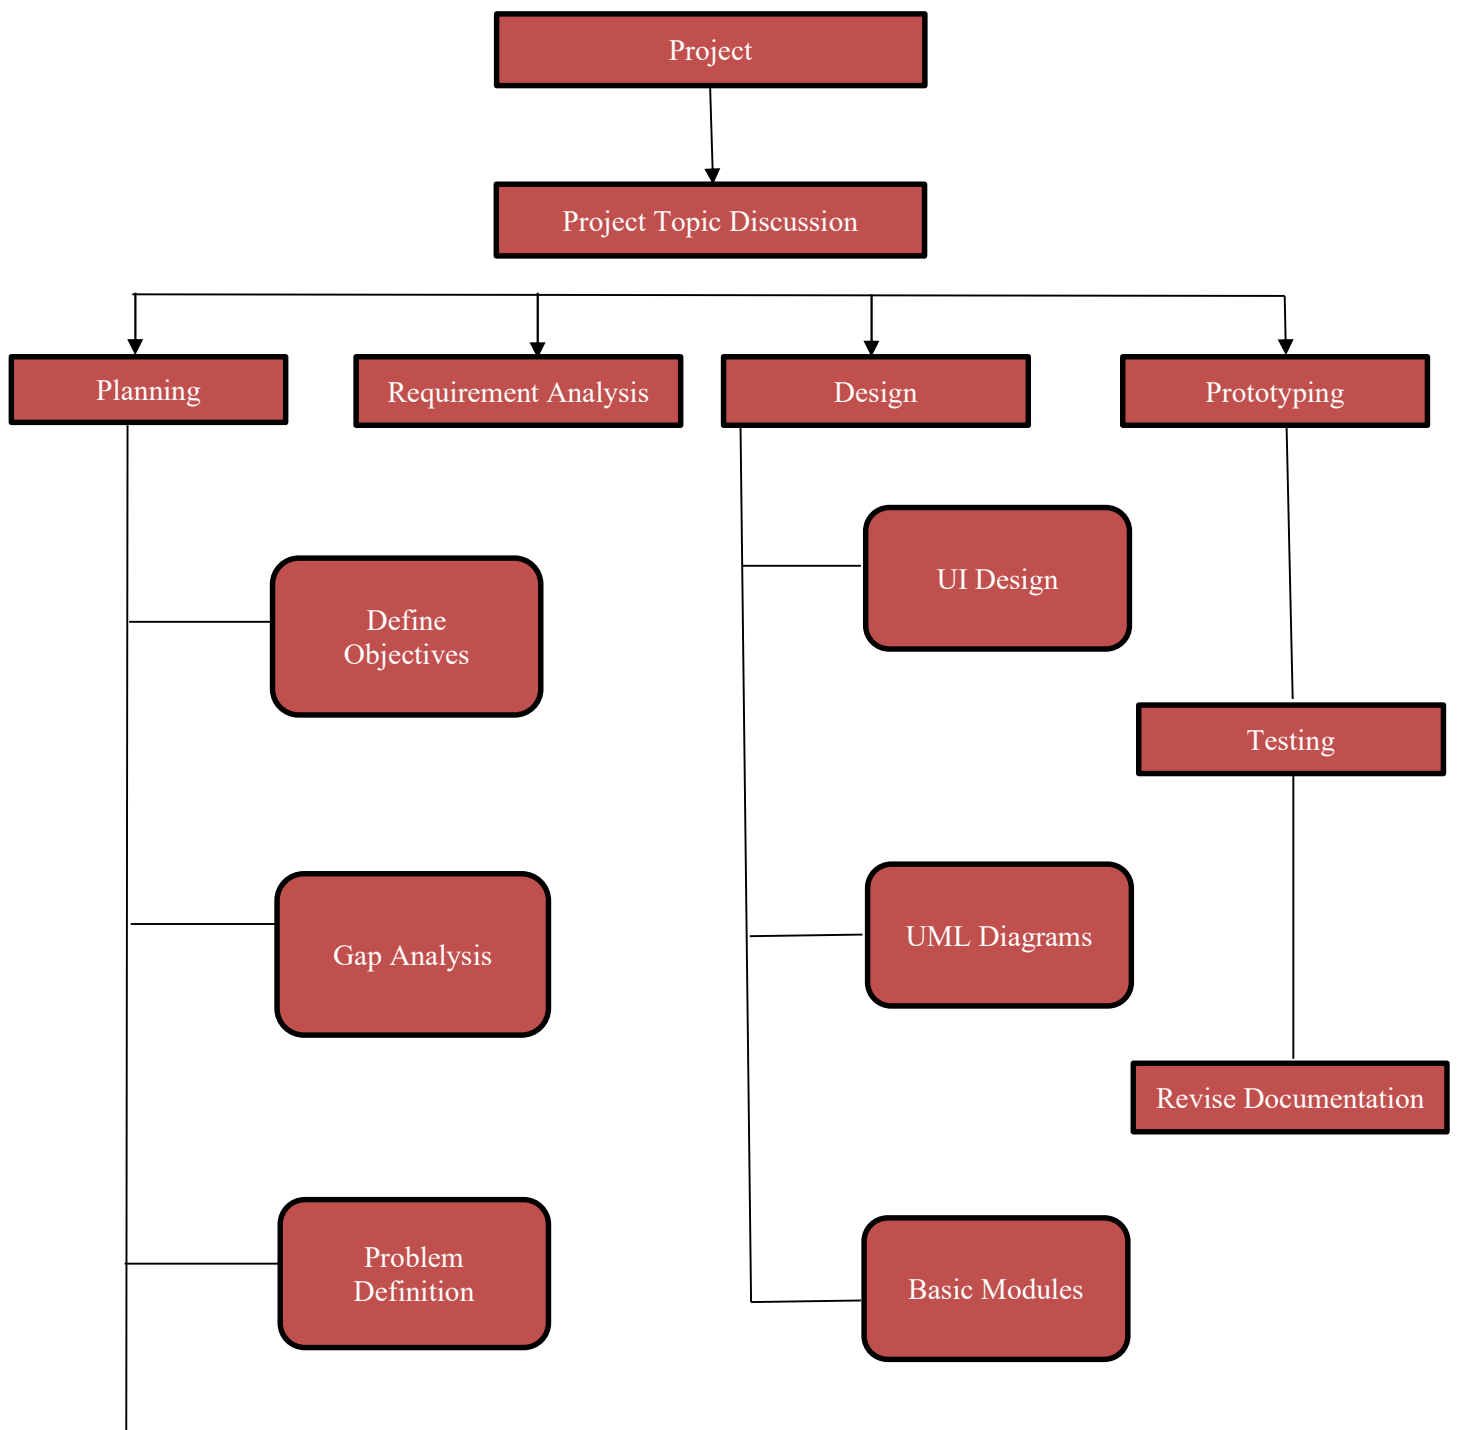 Project
Project Topic Discussion
Planning
Requirement Analysis
Design
Prototyping
UI Design
Define
Objectives
Testing
Gap Analysis
UML Diagrams
Revise Documentation
Problem
Definition
Basic Modules